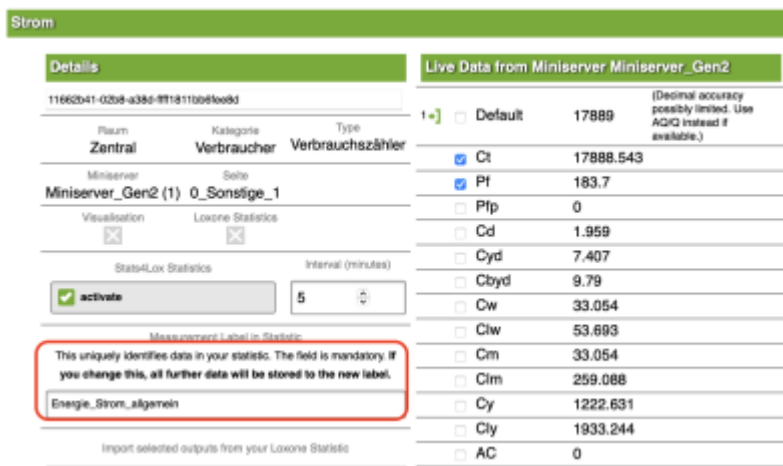 Strom
Details
11662b41-02b8-a38d-ffff1811bb6fee8d
Raum Kategorie Type
Zentral Verbraucher Verbrauchszähler
Miniserver Seite
Miniserver_Gen2 (1) 0_Sonstige_1
Visualisation Loxone Statistics
Stats4Lox Statistics Interval (minutes)
activate 5
Measurement Label in Statistic
This uniquely identifies data in your statistic. The field is mandatory. If
you change this, all further data will be stored to the new label.
Energie_Strom_allgemein
Import selected outputs from your Loxone Statistic
Live Data from Miniserver Miniserver_Gen2
Default 17889 (Decimal accuracy
possibly limited. Use
AQ/Q instead if
available.)
Ct 17888.543
Pf 183.7
Pfp 0
Cd 1.959
Cyd 7.407
Cbyd 9.79
Cw 33.054
Clw 53.693
Cm 33.054
Clm 259.088
Cy 1222.631
Cly 1933.244
AC 0